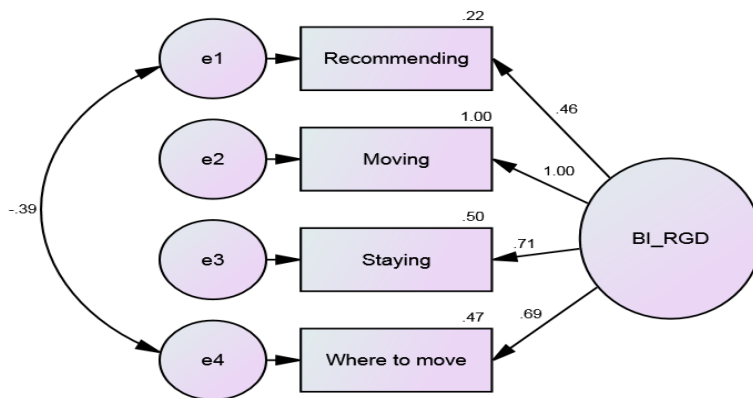 .22
e1
Recommending
.46
1.00
e2
Moving
1.00
-.39
.50
e3
Staying
.71
BI_RGD
.47
.69
e4
Where to move